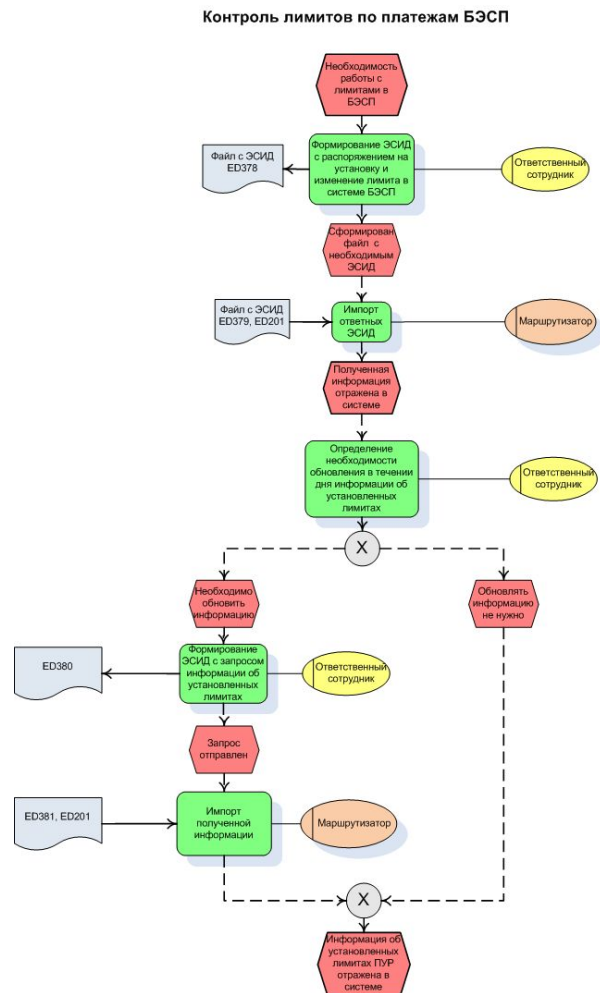 Контроль лимитов по платежам БЭСП
Необходимость
работы с
лимитами в
БЭСП
Файл с ЭСИД
ED378
Формирование ЭСИД
с распоряжением на
установку и
изменение лимита в
системе БЭСП
Ответственный
сотрудник
Сформирован
файл с
необходимым
ЭСИД
Файл с ЭСИД
ED379, ED201
Импорт
ответных
ЭСИД
Маршрутизатор
Полученная
информация
отражена в
системе
Определение
необходимости
обновления в течении
дня информации об
установленных
лимитах
Ответственный
сотрудник
X
Необходимо
обновить
информацию
Обновлять
информацию
не нужно
ED380
Формирование
ЭСИД с запросом
информации об
установленных
лимитах
Ответственный
сотрудник
Запрос
отправлен
ED381, ED201
Импорт
полученной
информации
Маршрутизатор
X
Информация об
установленных
лимитах ПУР
отражена в
системе